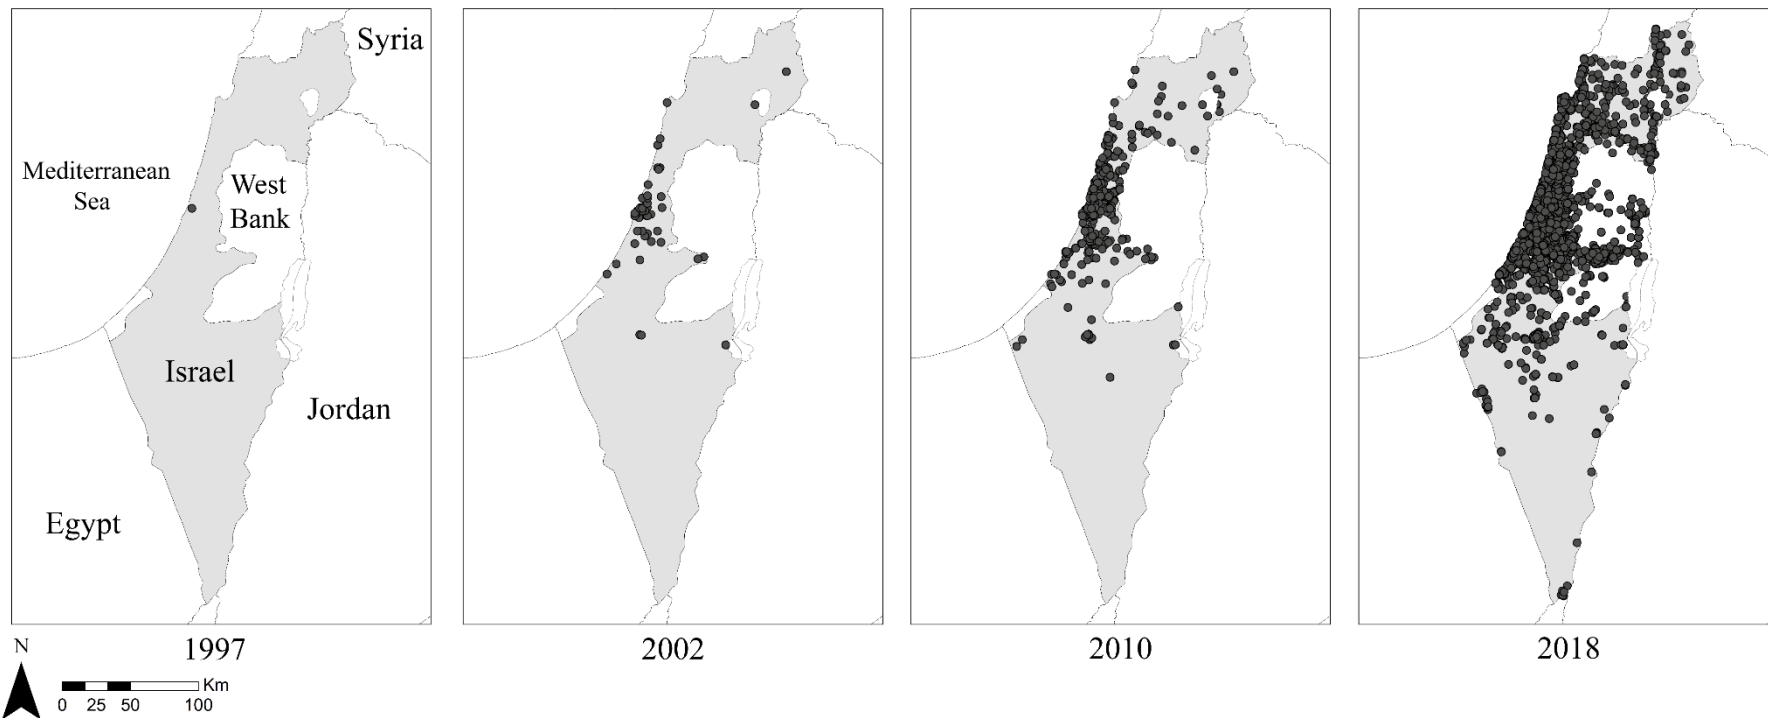 Syria
Mediterranean
Sea
West
Bank
Israel
Jordan
Egypt
1997
2002
2010
2018
N
Km
0 25 50 100